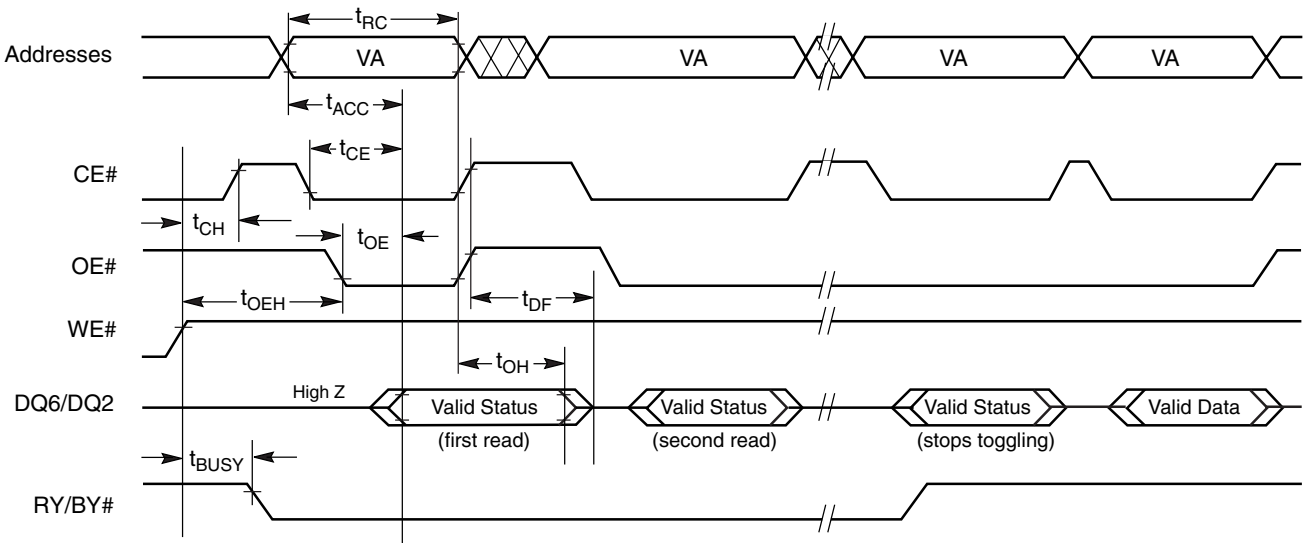 tRC
Addresses VA VA VA VA
tACC
tCE
CE#
tCH
tOE
OE#
tOEH tDF
WE#
tOH
High Z
DQ6/DQ2 Valid Status Valid Status Valid Status Valid Data
(first read) (second read) (stops toggling)
tBUSY
RY/BY#